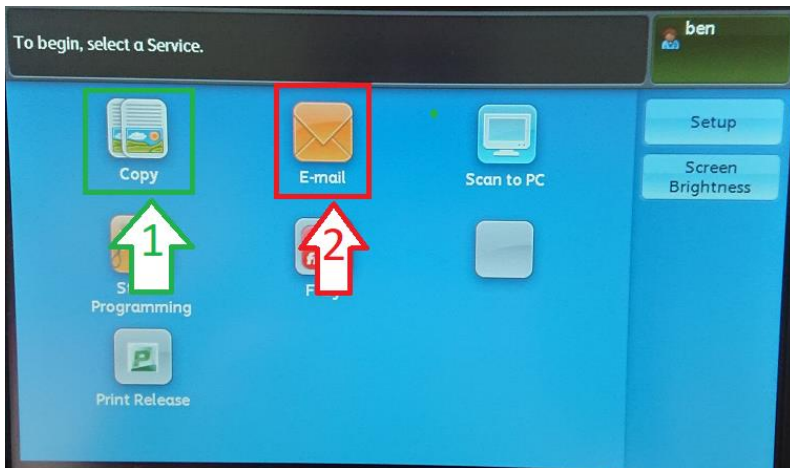 To begin, select a Service.
ben
Copy
E-mail
Scan to PC
Setup
Screen
Brightness
1
2
Programming
Print Release